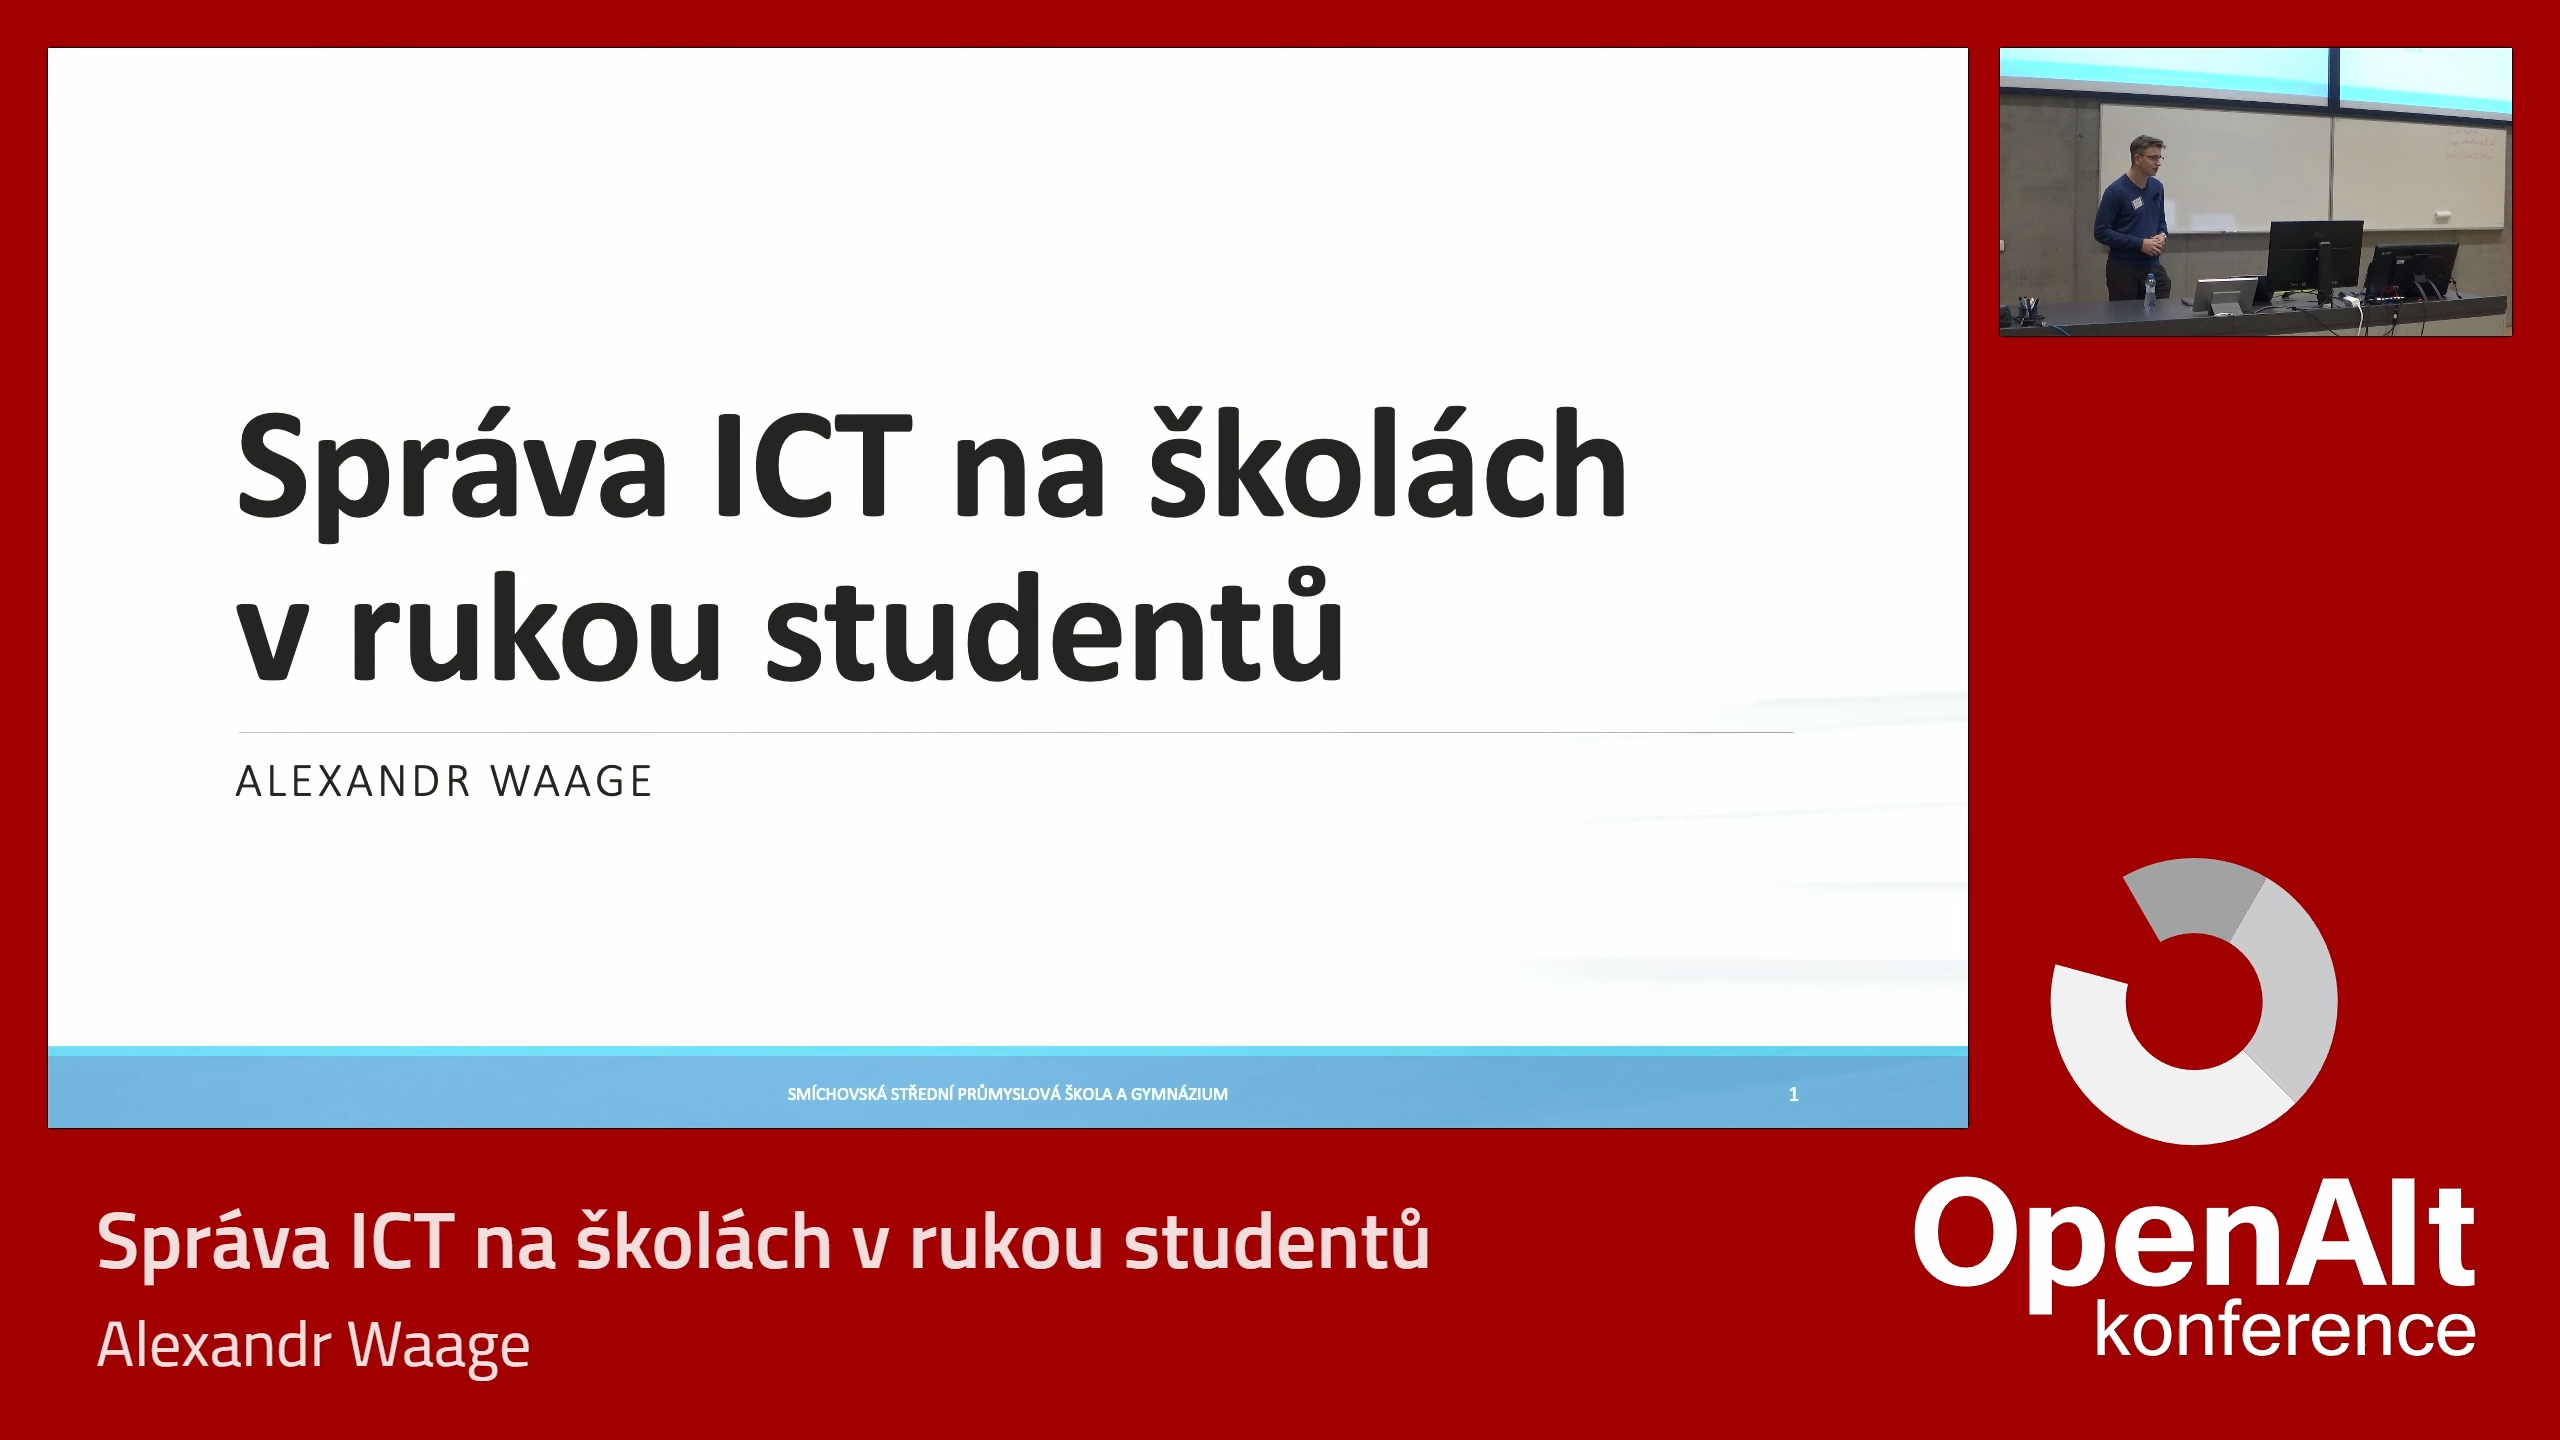 Správa ICT na školách
v rukou studentů
ALEXANDR WAAGE
SMÍCHOVSKÁ STŘEDNÍ PRŮMYSLOVÁ ŠKOLA A GYMNÁZIUM
1
Správa ICT na školách v rukou studentů
Alexandr Waage
OpenAlt
konference